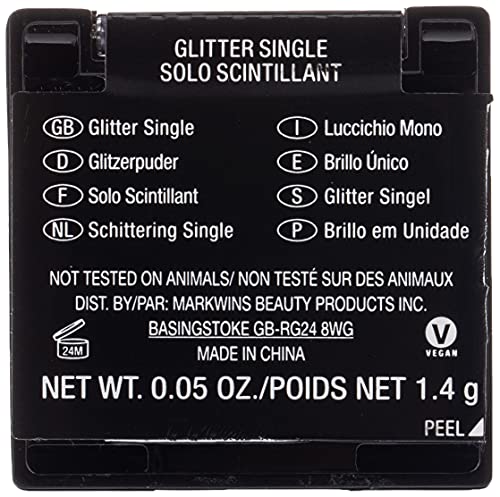 GLITTER SINGLE
SOLO SCINTILLANT
GB Glitter Single
D Glitzerpuder
F Solo Scintillant
NL Schittering Single
I Luccichio Mono
E Brillo Único
S Glitter Singel
P Brillo em Unidade
NOT TESTED ON ANIMALS/ NON TESTÉ SUR DES ANIMAUX
DIST. BY/PAR: MARKWINS BEAUTY PRODUCTS INC.
BASINGSTOKE GB-RG24 8WG
MADE IN CHINA
24M
V
VEGAN
NET WT. 0.05 OZ./POIDS NET 1.4 g
PEEL